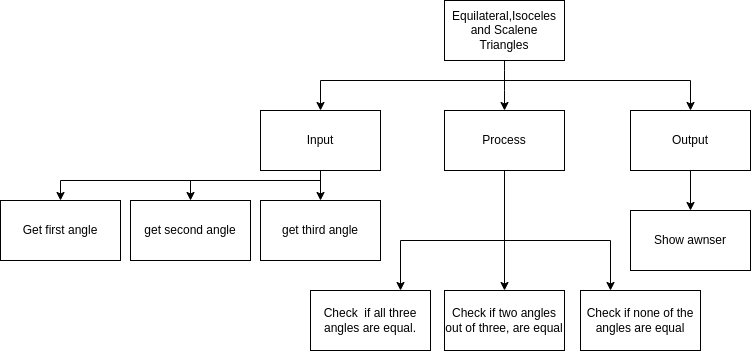 Equilateral,Isoceles
and Scalene
Triangles
Input
Process
Output
Get first angle
get second angle
get third angle
Show awnser
Check  if all three
angles are equal.
Check if two angles
out of three, are equal
Check if none of the
angles are equal